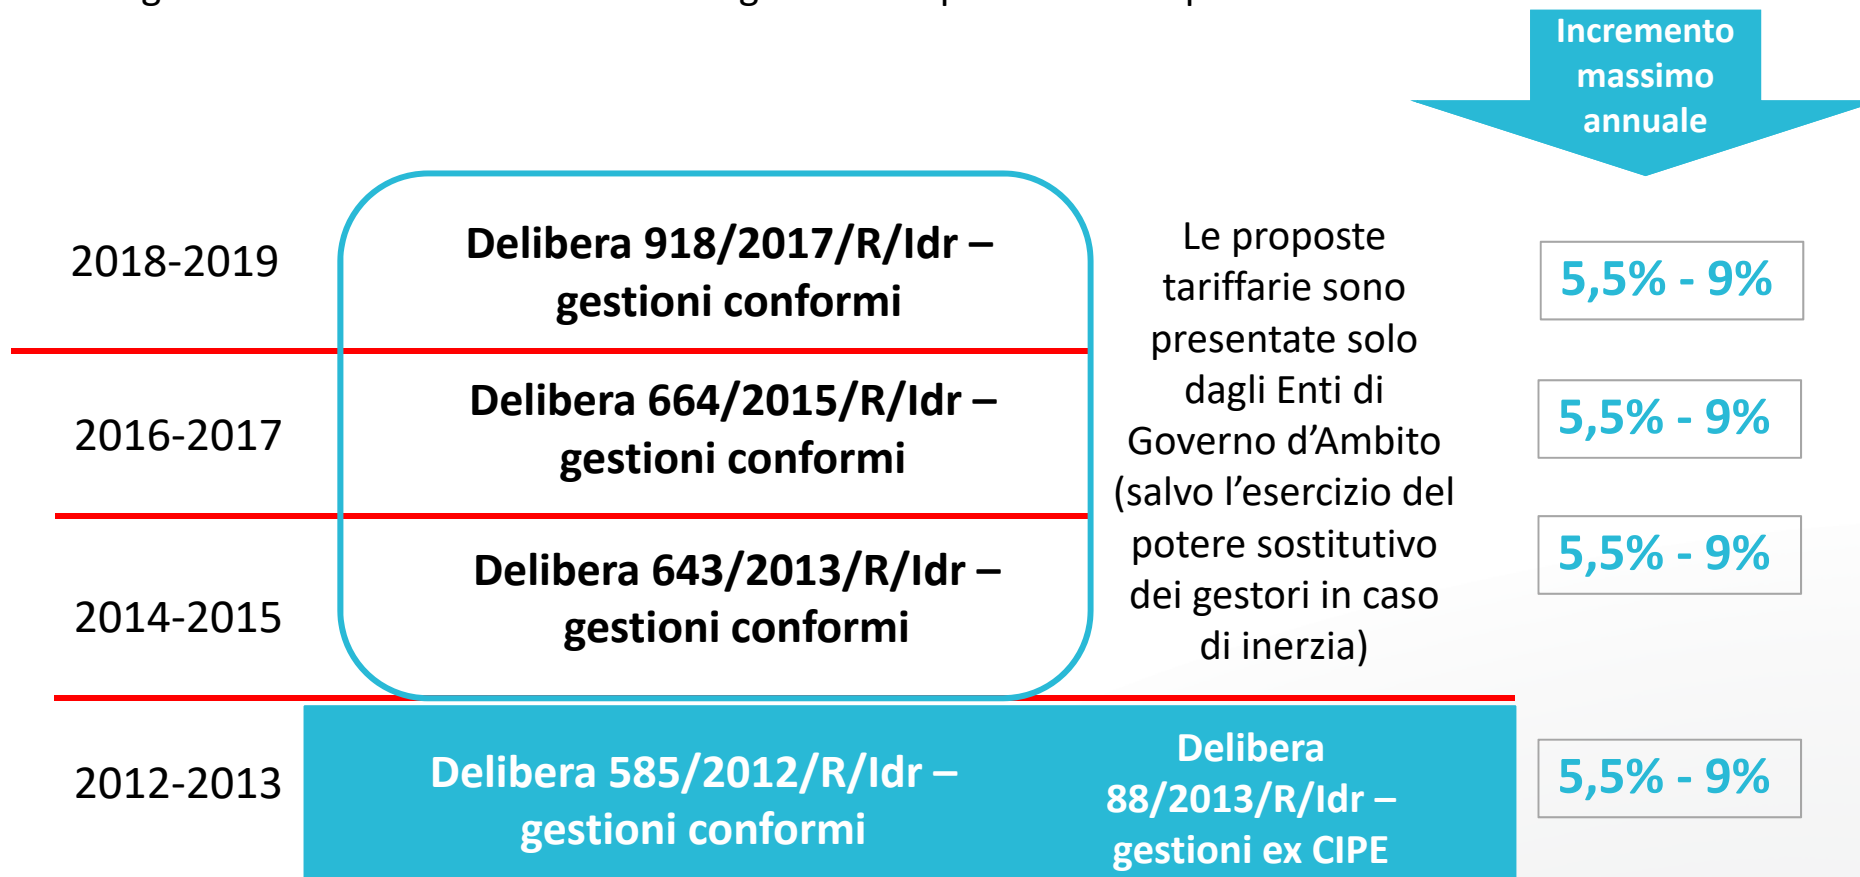 Incremento
massimo
annuale
2018-2019
Delibera 918/2017/R/Idr –
gestioni conformi
5,5% - 9%
2016-2017
Delibera 664/2015/R/Idr –
gestioni conformi
5,5% - 9%
2014-2015
Delibera 643/2013/R/Idr –
gestioni conformi
5,5% - 9%
Le proposte
tariffarie sono
presentate solo
dagli Enti di
Governo d’Ambito
(salvo l’esercizio del
potere sostitutivo
dei gestori in caso
di inerzia)
2012-2013
Delibera 585/2012/R/Idr –
gestioni conformi
Delibera
88/2013/R/Idr –
gestioni ex CIPE
5,5% - 9%